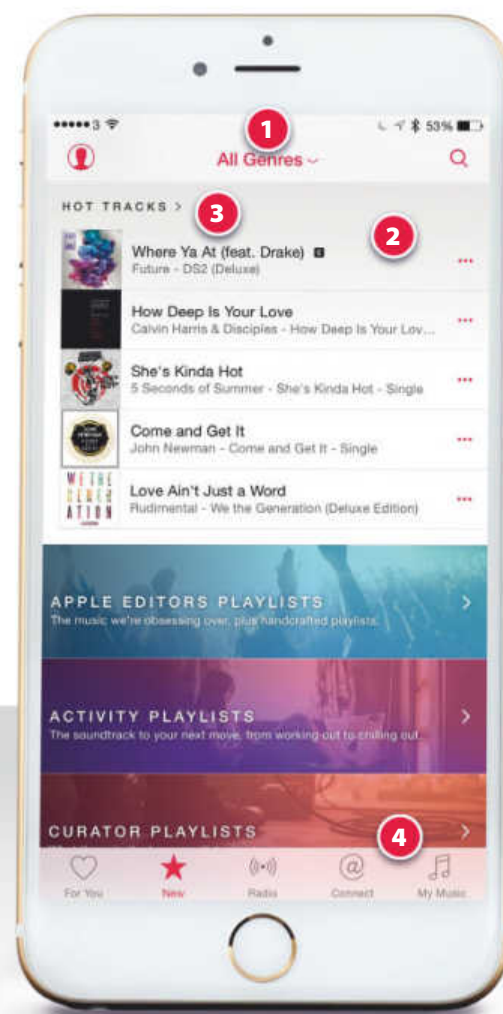 3 53%
1
All Genres
HOT TRACKS > 3 2
Where Ya At (feat. Drake) E
Future - DS2 (Deluxe)
How Deep Is Your Love
Calvin Harris & Disciples - How Deep Is Your Lov...
She's Kinda Hot
5 Seconds of Summer - She's Kinda Hot - Single
Come and Get It
John Newman - Come and Get It - Single
WE THE
GENER
ATION
Love Ain't Just a Word
Rudimental - We the Generation (Deluxe Edition)
APPLE EDITORS PLAYLISTS
The music we're obsessing over, plus handcrafted playlists.
ACTIVITY PLAYLISTS
The soundtrack to your next move, from working out to chilling out.
CURATOR PLAYLISTS
4
For You New Radio Connect My Music